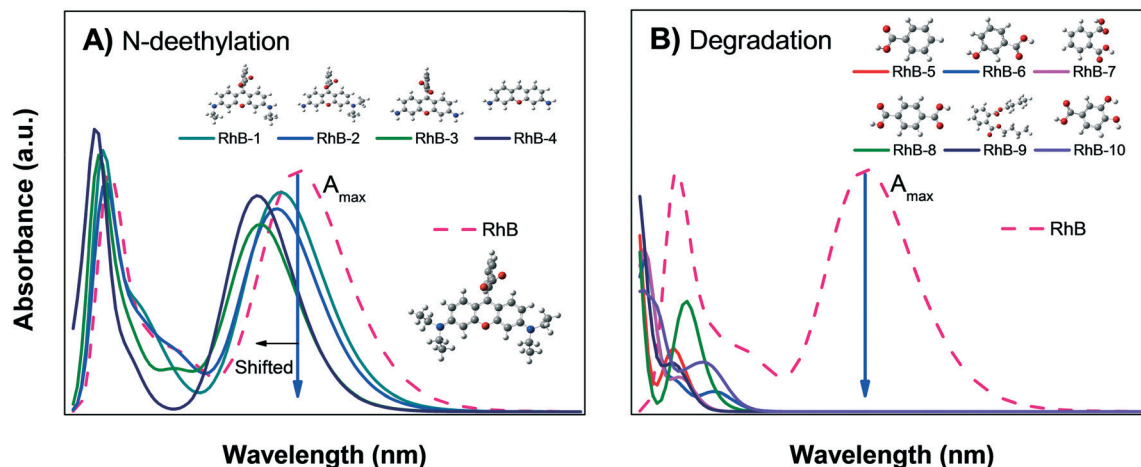 A) N-deethylation
RhB-1 RhB-2 RhB-3 RhB-4
A max
RhB
Shifted
Absorbance (a.u.)
Wavelength (nm)
B) Degradation
RhB-5 RhB-6 RhB-7
RhB-8 RhB-9 RhB-10
A max
RhB
Wavelength (nm)